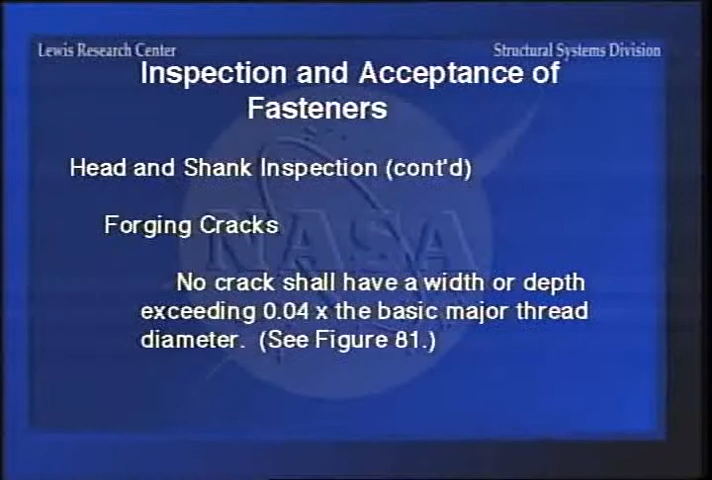 Lewis Research Center
Structural Systems Division
Inspection and Acceptance of
Fasteners
Head and Shank Inspection (cont'd)
Forging Cracks
NASA
No crack shall have a width or depth
exceeding 0.04 x the basic major thread
diameter. (See Figure 81.)